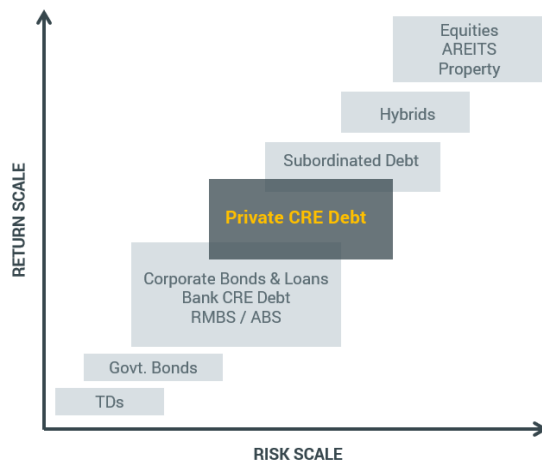 Equities
AREITS
Property
Hybrids
Subordinated Debt
Private CRE Debt
Corporate Bonds & Loans
Bank CRE Debt
RMBS / ABS
Govt. Bonds
TDs
RETURN SCALE
RISK SCALE